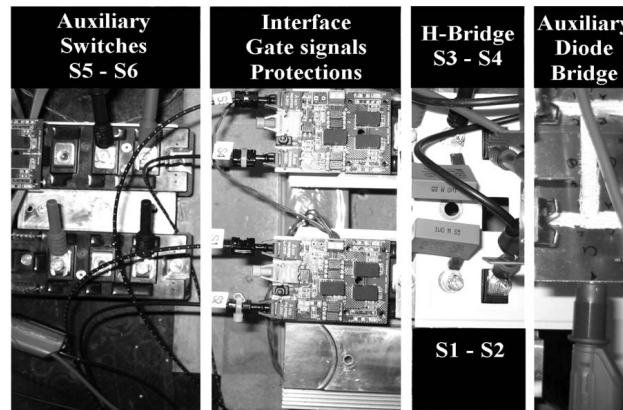 Auxiliary
Switches
S5 - S6
Interface
Gate signals
Protections
H-Bridge
S3 - S4
Auxiliary
Diode
Bridge
S1 - S2